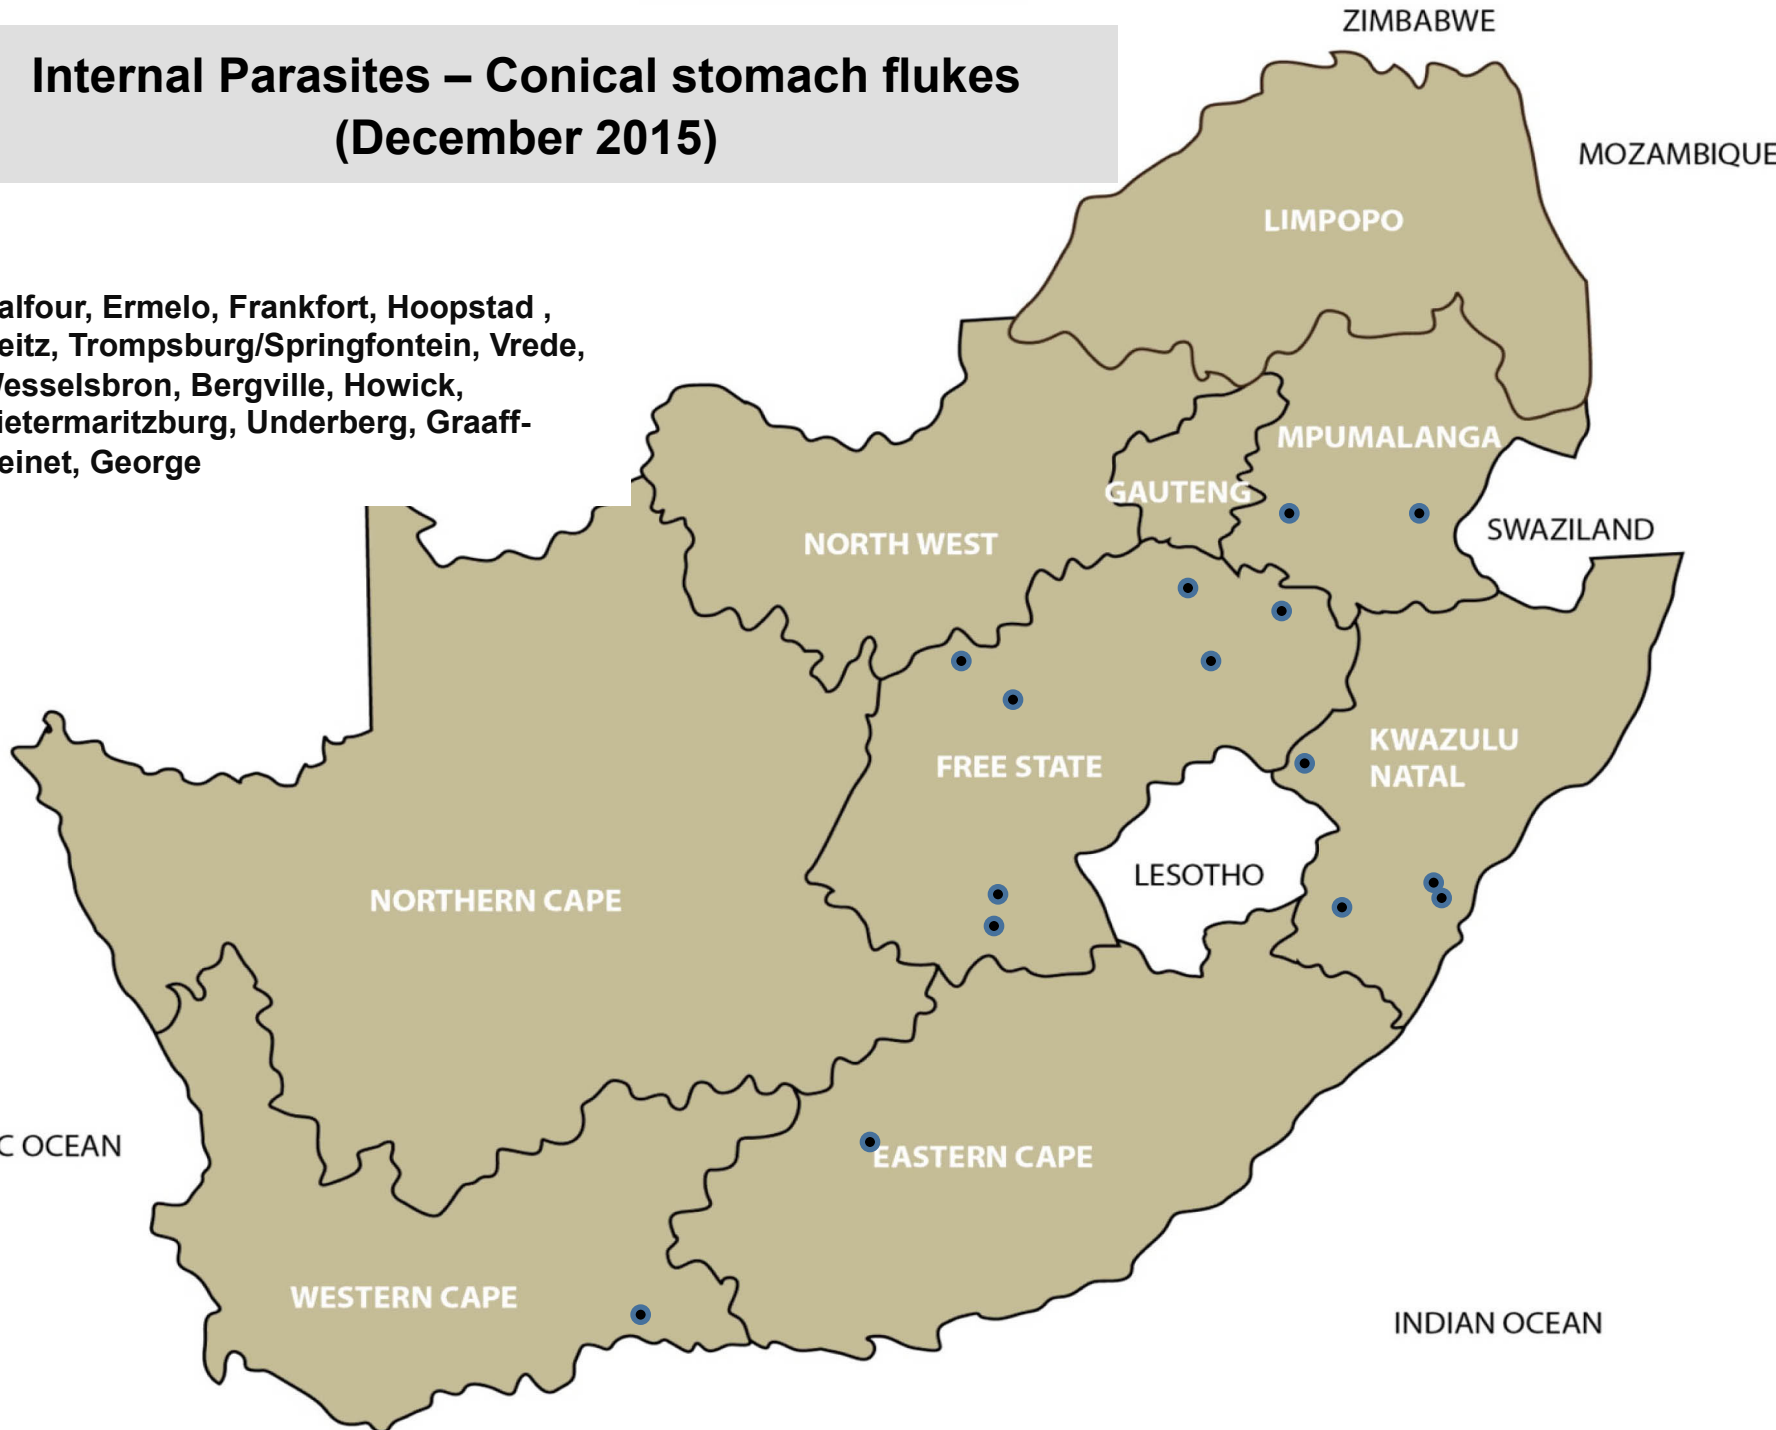 ZIMBABWE
Internal Parasites – Conical stomach flukes
(December 2015)
MOZAMBIQUE
LIMPOPO
alfour, Ermelo, Frankfort, Hoopstad ,
eitz, Trompsburg/Springfontein, Vrede,
esselsbron, Bergville, Howick,
ietermaritzburg, Underberg, Graaff-
einet, George
MPUMALANGA
GAUTENG
SWAZILAND
NORTH WEST
KWAZULU
NATAL
FREE STATE
LESOTHO
NORTHERN CAPE
C OCEAN
EASTERN CAPE
WESTERN CAPE
INDIAN OCEAN